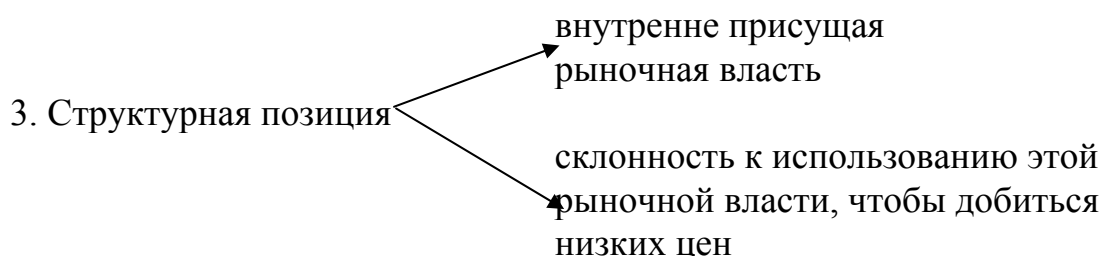 внутренне присущая
рыночная власть
3. Структурная позиция
склонность к использованию этой
рыночной власти, чтобы добиться
низких цен